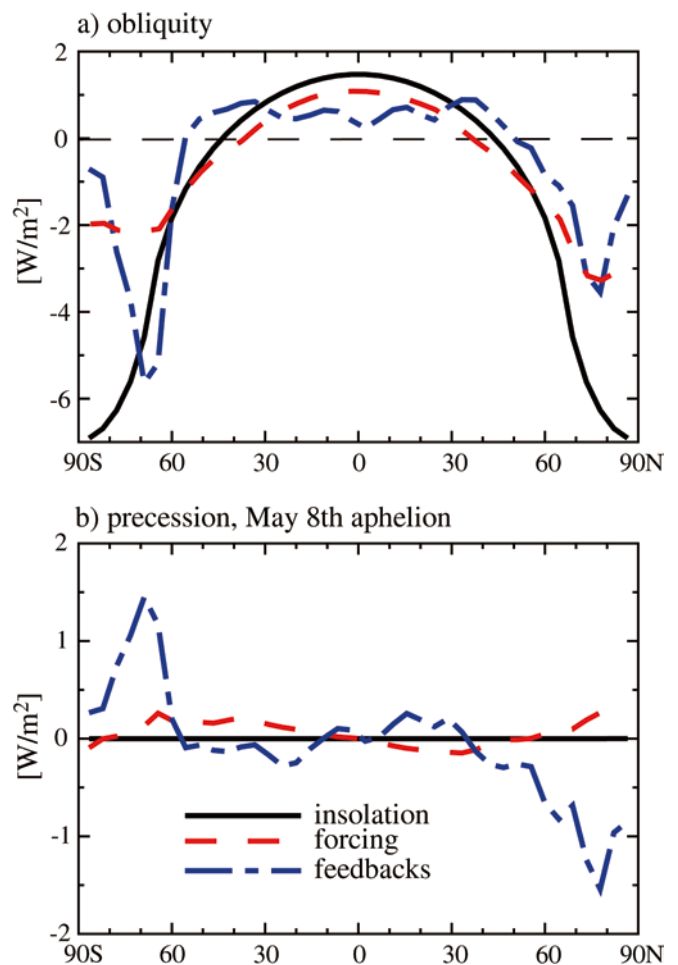 a) obliquity
2
0
-2
-4
-6
[W/m²]
90S 60 30 0 30 60 90N
b) precession, May 8th aphelion
2
1
0
-1
-2
[W/m²]
insolation
forcing
feedbacks
90S 60 30 0 30 60 90N